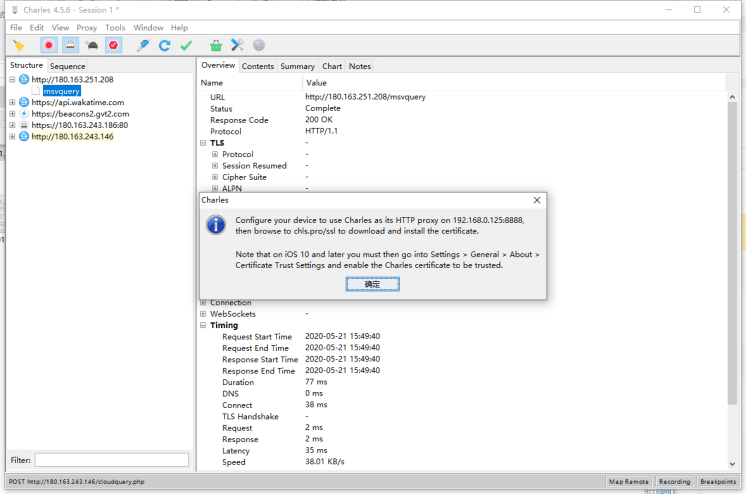 Charles 4.5.6 - Session 1 *
File Edit View Proxy Tools Window Help
Structure Sequence
http://180.163.251.208
msvquery
https://api.wakatime.com
https://beacons2.gvt2.com
https://180.163.243.186:80
http://180.163.243.146
Filter:
Overview Contents Summary Chart Notes
Name Value
URL http://180.163.251.208/msvquery
Status Complete
Response Code 200 OK
Protocol HTTP/1.1
TLS -
Protocol -
Session Resumed -
Cipher Suite -
ALPN -
Charles
Configure your device to use Charles as its HTTP proxy on 192.168.0.125:8888,
then browse to chls.pro/ssl to download and install the certificate.
Note that on iOS 10 and later you must then go into Settings > General > About >
Certificate Trust Settings and enable the Charles certificate to be trusted.
确定
Connection
WebSockets -
Timing
Request Start Time 2020-05-21 15:49:40
Request End Time 2020-05-21 15:49:40
Response Start Time 2020-05-21 15:49:40
Response End Time 2020-05-21 15:49:40
Duration 77 ms
DNS 0 ms
Connect 38 ms
TLS Handshake -
Request 2 ms
Response 2 ms
Latency 35 ms
Speed 38.01 KB/s
POST http://180.163.243.146/cloudquery.php
Map Remote Recording Breakpoints